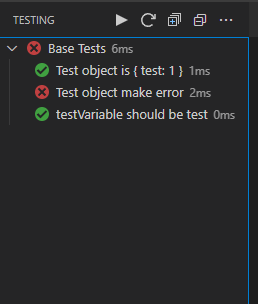 TESTING
Base Tests 6ms
Test object is { test: 1 } 1ms
Test object make error 2ms
testVariable should be test 0ms